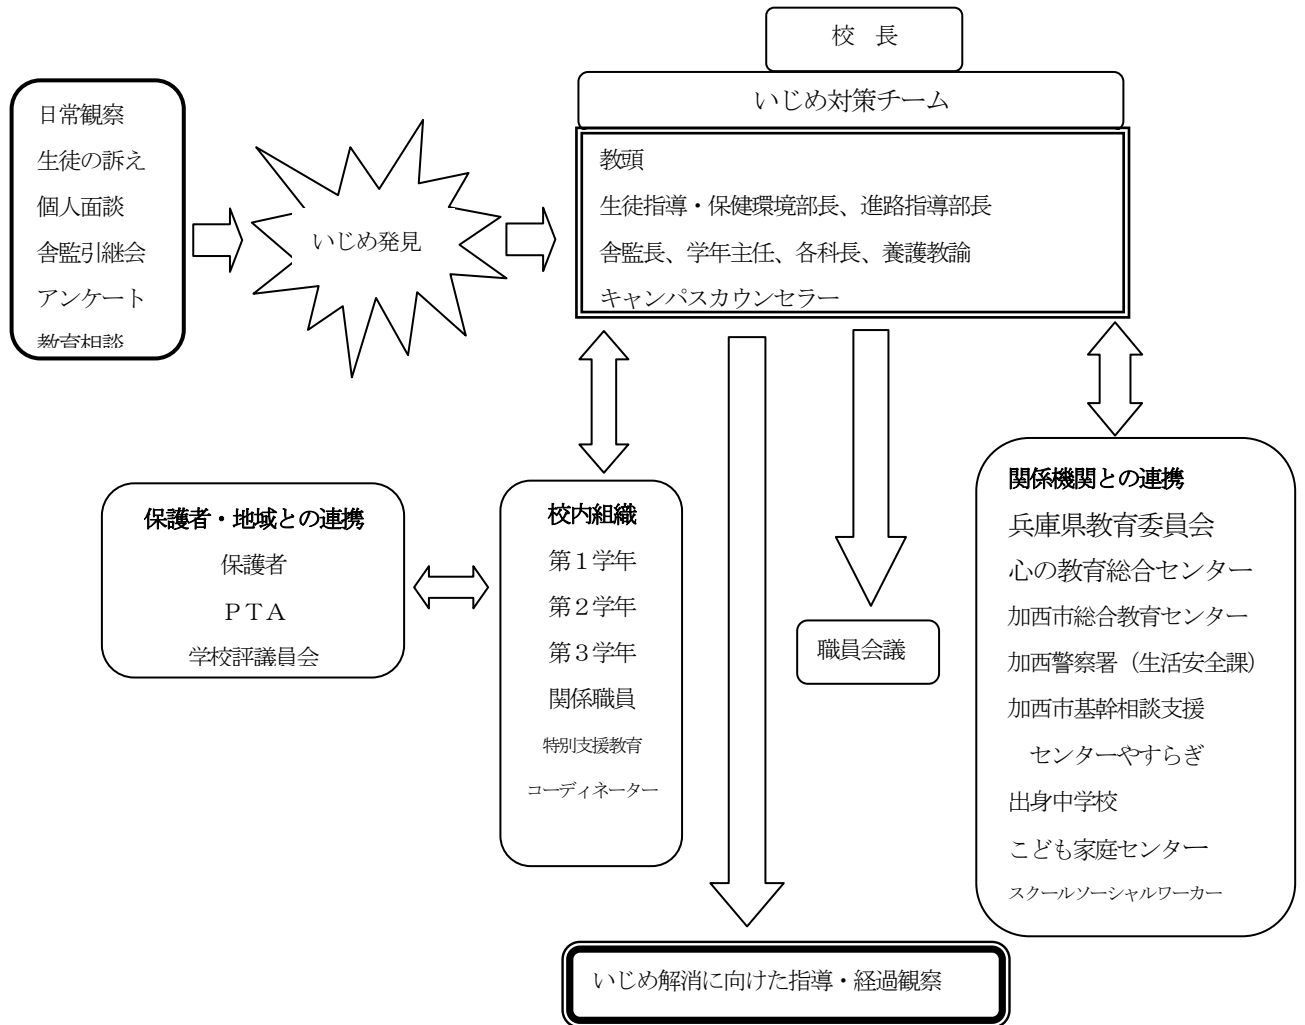 校　長
いじめ対策チーム
教頭
生徒指導・保健環境部長、進路指導部長
舎監長、学年主任、各科長、養護教諭
キャンパスカウンセラー
日常観察
生徒の訴え
個人面談
舎監引継会
アンケート
教育相談
いじめ発見
保護者・地域との連携
保護者
ＰＴＡ
学校評議員会
校内組織
第１学年
第２学年
第３学年
関係職員
特別支援教育
コーディネーター
職員会議
関係機関との連携
兵庫県教育委員会
心の教育総合センター
加西市総合教育センター
加西警察署（生活安全課）
加西市基幹相談支援
　センターやすらぎ
出身中学校
こども家庭センター
スクールソーシャルワーカー
いじめ解消に向けた指導・経過観察